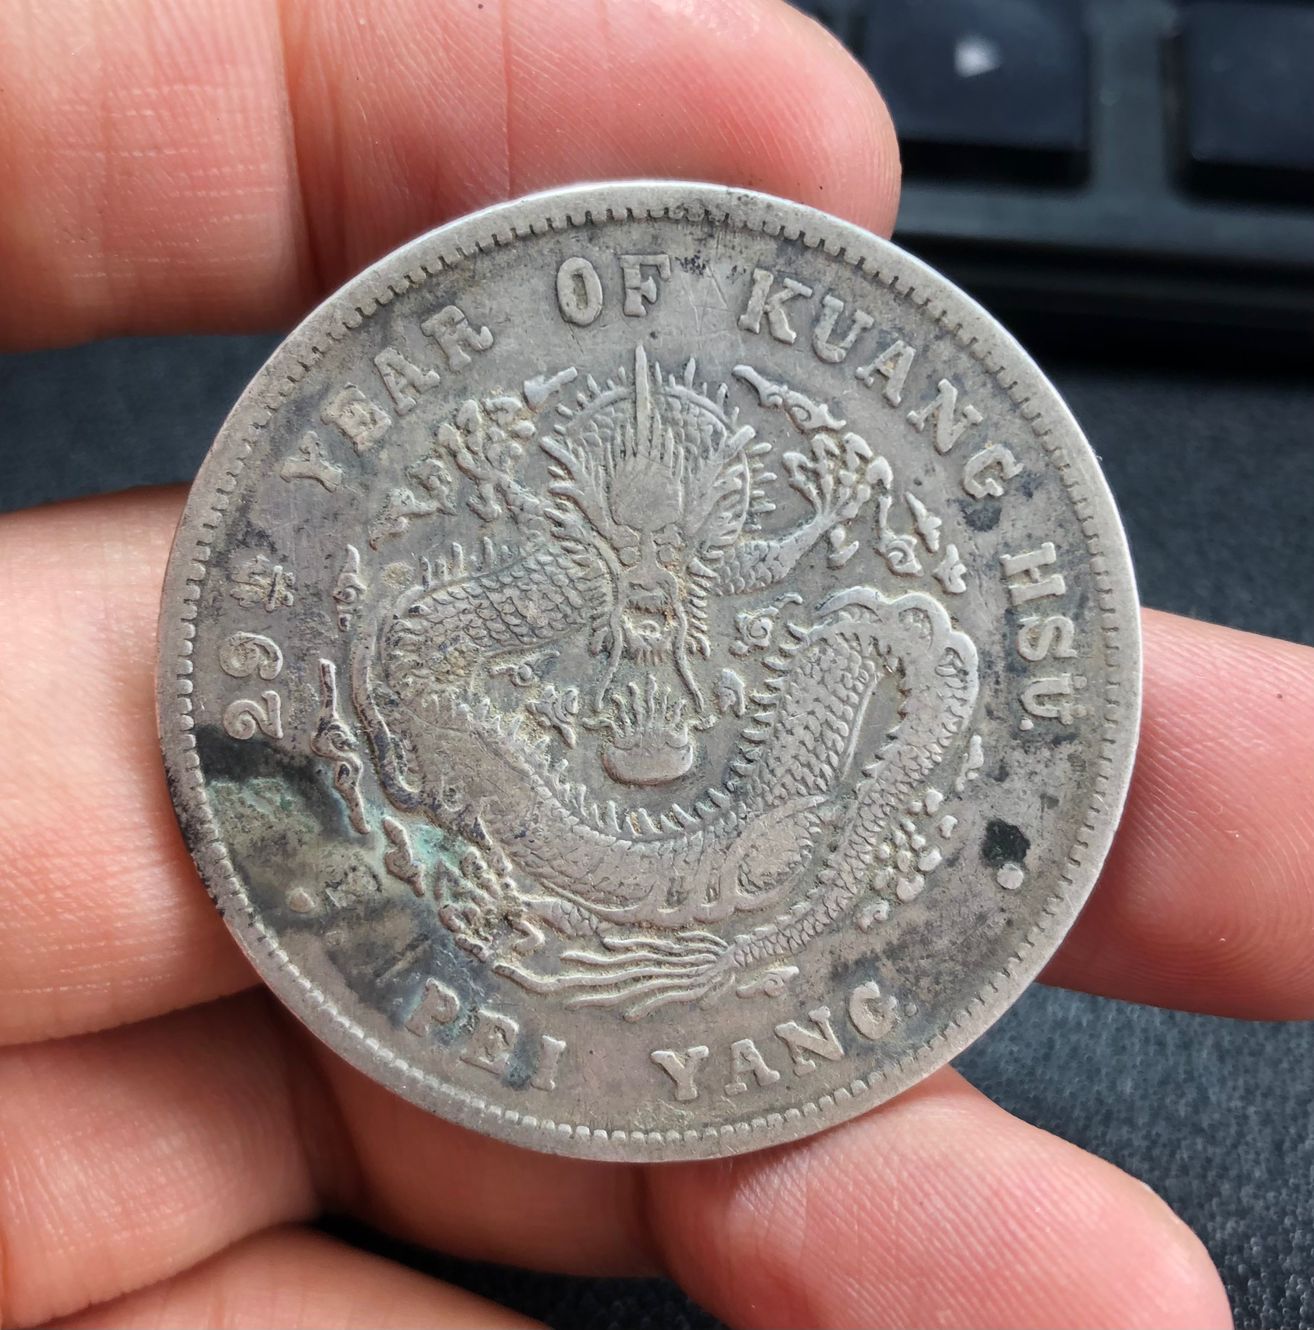 29th YEAR OF KUANG HSÜ.
PEI YANG.